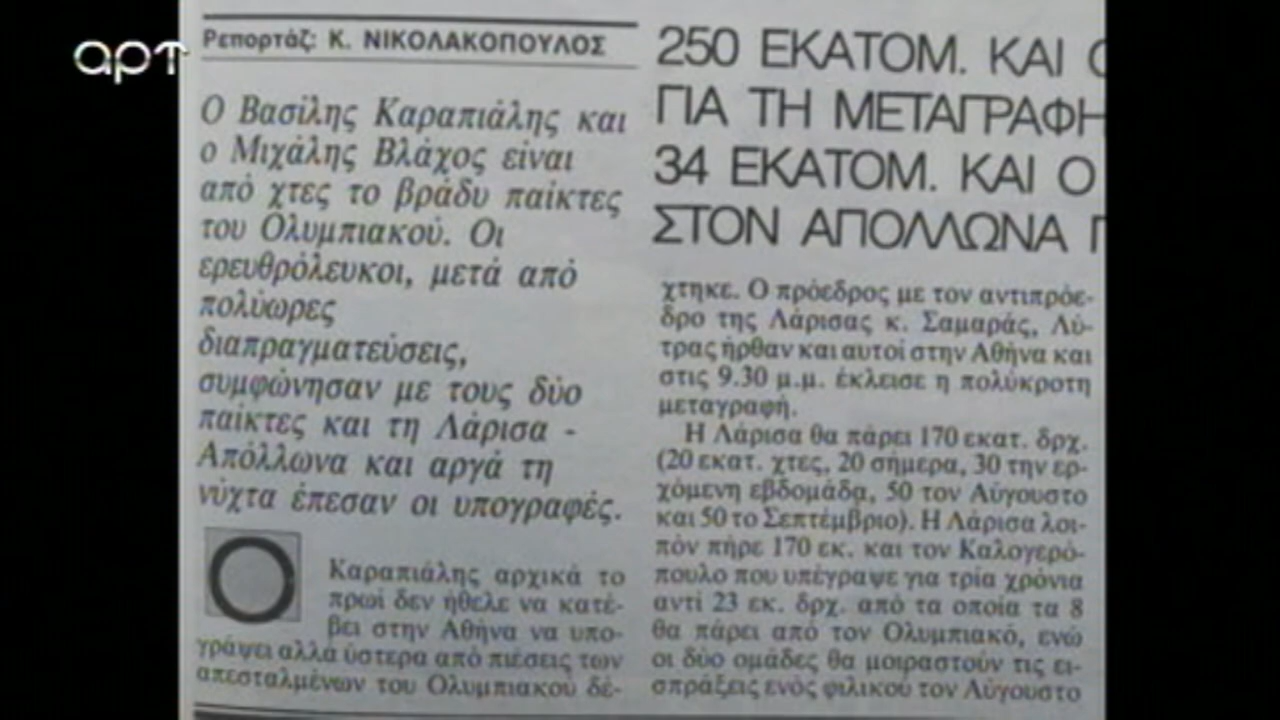 αρτ
Ρεπορτάζ: Κ. ΝΙΚΟΛΑΚΟΠΟΥΛΟΣ
Ο Βασίλης Καραπιάλης και
ο Μιχάλης Βλάχος είναι
από χτες το βράδυ παίκτες
του Ολυμπιακού. Οι
ερευθρόλευκοι, μετά από
πολύωρες
διαπραγματεύσεις,
συμφώνησαν με τους δύο
παίκτες και τη Λάρισα -
Απόλλωνα και αργά τη
νύχτα έπεσαν οι υπογραφές.
Ο Καραπιάλης αρχικά το
πρωί δεν ήθελε να κατέ-
βει στην Αθήνα να υπο-
γράψει αλλά ύστερα από πιέσεις των
απεσταλμένων του Ολυμπιακού δέ-
250 ΕΚΑΤΟΜ. ΚΑΙ
ΓΙΑ ΤΗ ΜΕΤΑΓΡΑΦΗ
34 ΕΚΑΤΟΜ. ΚΑΙ Ο
ΣΤΟΝ ΑΠΟΛΛΩΝΑ
χτηκε. Ο πρόεδρος με τον αντιπρόε-
δρο της Λάρισας κ. Σαμαράς, Λύ-
τρας ήρθαν και αυτοί στην Αθήνα και
στις 9.30 μ.μ. έκλεισε η πολύκροτη
μεταγραφή.
Η Λάρισα θα πάρει 170 εκατ. δρχ.
(20 εκατ. χτες, 20 σήμερα, 30 την ερ-
χόμενη εβδομάδα, 50 τον Αύγουστο
και 50 το Σεπτέμβριο). Η Λάρισα λοι-
πόν πήρε 170 εκ. και τον Καλογερό-
πουλο που υπέγραψε για τρία χρόνια
αντί 23 εκ. δρχ. από τα οποία τα 8
θα πάρει από τον Ολυμπιακό, ενώ
οι δύο ομάδες θα μοιραστούν τις ει-
σπράξεις ενός φιλικού τον Αύγουστο